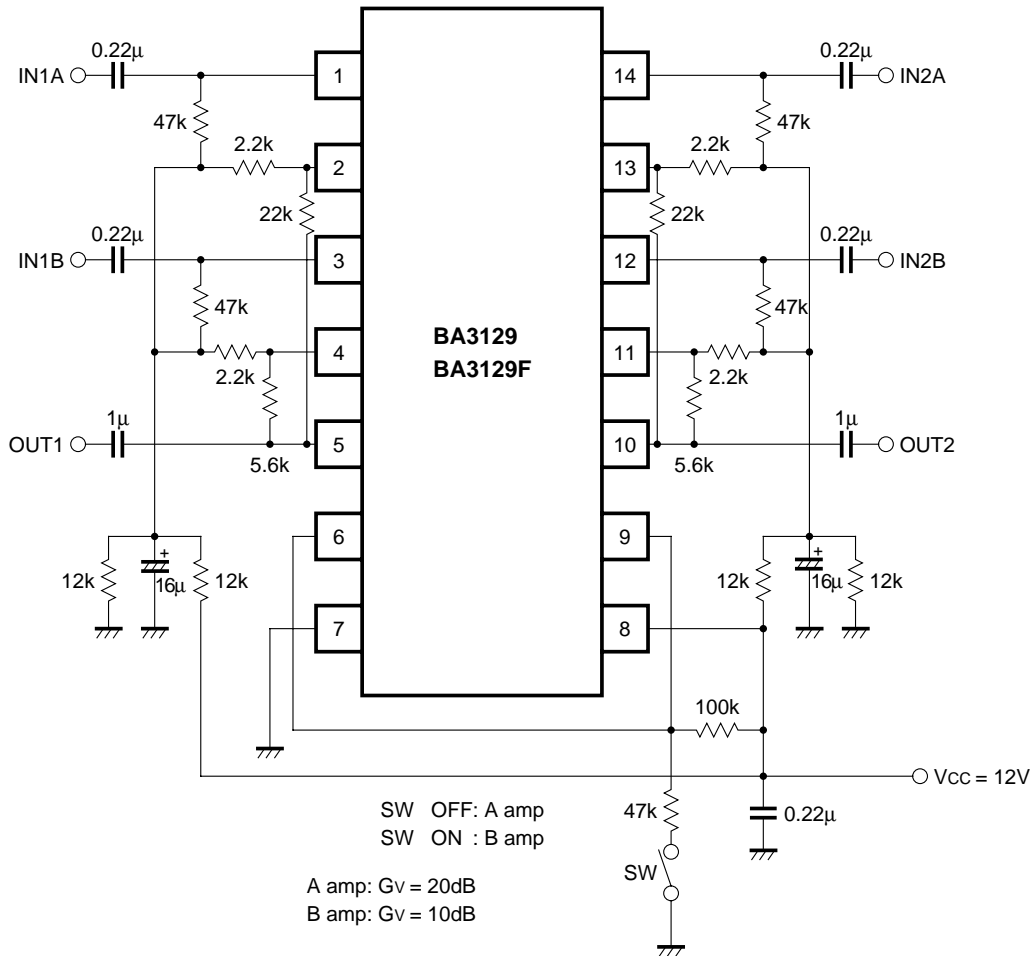 0.22μ
0.22μ
IN1A
1
14
IN2A
47k
47k
2.2k
2.2k
2
13
22k
22k
0.22μ
0.22μ
IN1B
3
12
IN2B
47k
47k
BA3129
BA3129F
4
11
2.2k
2.2k
1μ
1μ
OUT1
5
10
OUT2
5.6k
5.6k
6
9
+
+
12k
16μ
12k
12k
16μ
12k
7
8
100k
VCC = 12V
SW OFF: A amp
SW ON : B amp
47k
0.22μ
SW
A amp: GV = 20dB
B amp: GV = 10dB